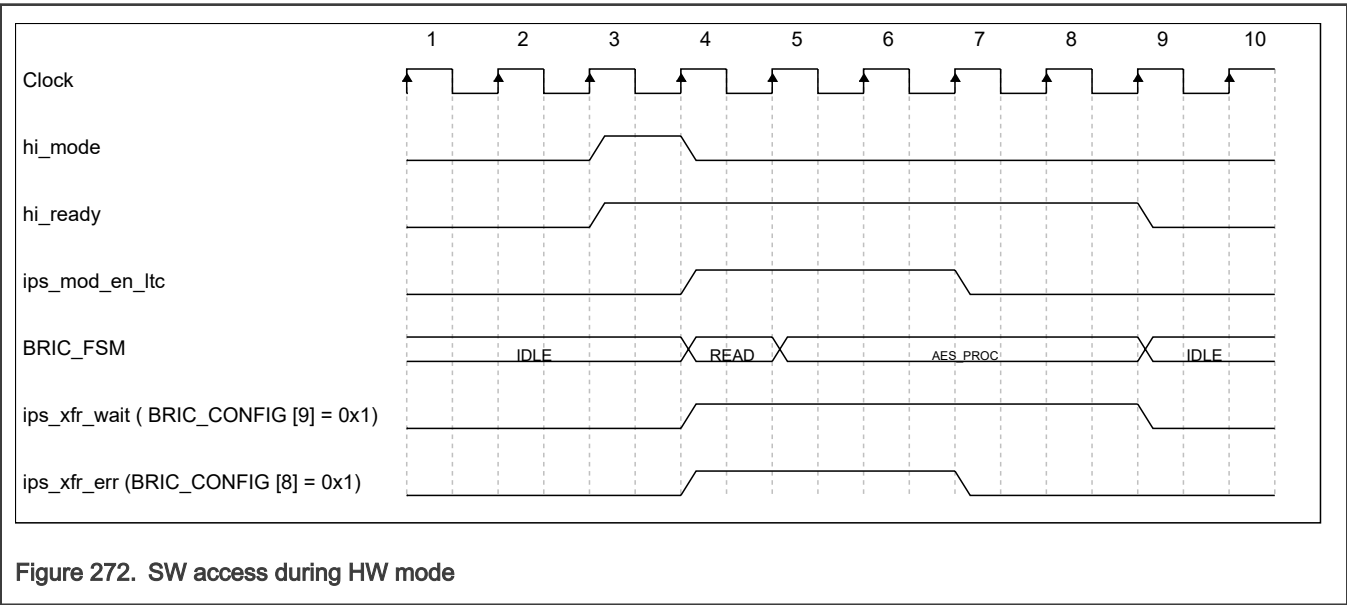 1 2 3 4 5 6 7 8 9 10
Clock
hi_mode
hi_ready
ips_mod_en_ltc
BRIC_FSM IDLE READ AES_PROC IDLE
ips_xfr_wait ( BRIC_CONFIG [9] = 0x1)
ips_xfr_err (BRIC_CONFIG [8] = 0x1)
Figure 272. SW access during HW mode